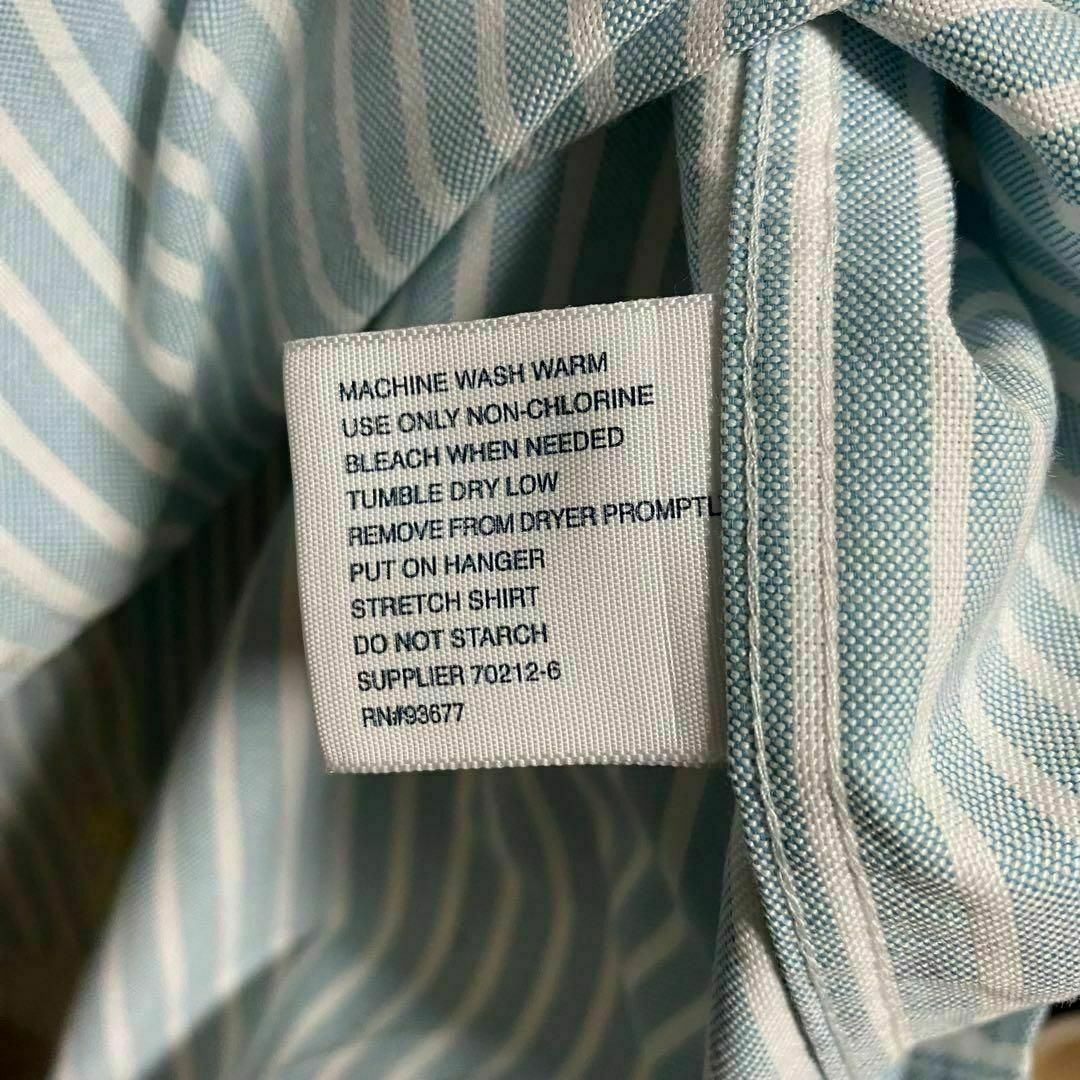 MACHINE WASH WARM
USE ONLY NON-CHLORINE
BLEACH WHEN NEEDED
TUMBLE DRY LOW
REMOVE FROM DRYER PROMPTL
PUT ON HANGER
STRETCH SHIRT
DO NOT STARCH
SUPPLIER 70212-6
RN#93677